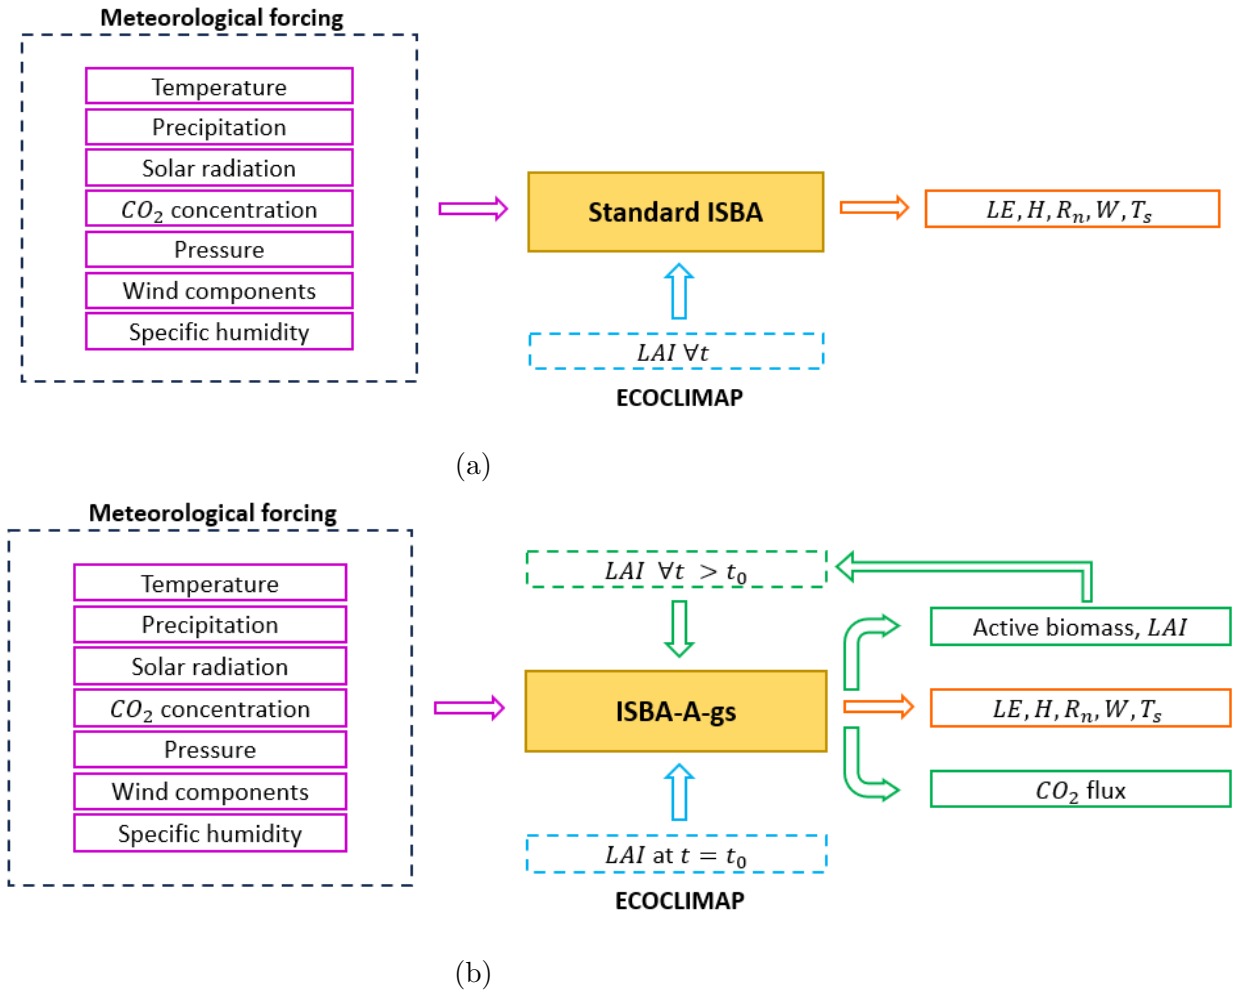 Meteorological forcing
Temperature
Precipitation
Solar radiation
CO₂ concentration
Pressure
Wind components
Specific humidity
Standard ISBA
LE, H, Rₙ, W, Tₛ
LAI ∀t
ECOCLIMAP
(a)
Meteorological forcing
Temperature
Precipitation
Solar radiation
CO₂ concentration
Pressure
Wind components
Specific humidity
LAI ∀t > t₀
ISBA-A-gs
LAI at t = t₀
ECOCLIMAP
Active biomass, LAI
LE, H, Rₙ, W, Tₛ
CO₂ flux
(b)